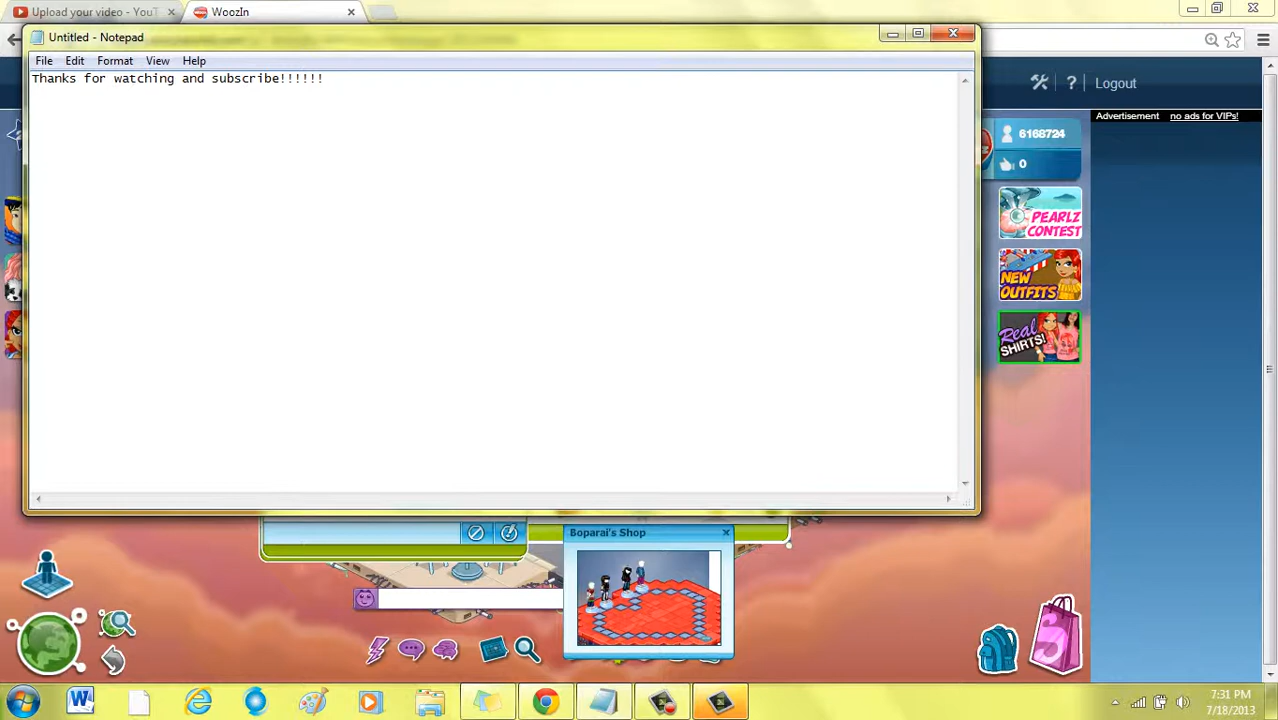 Upload your video - YouT
WoozIn
Untitled - Notepad
File Edit Format View Help
Thanks for watching and subscribe!!!!!!
? Logout
Advertisement no ads for VIPs!
6168724
0
PEARLZ
CONTEST
NEW
OUTFITS
Real
SHIRTS!
Boparai's Shop
7:31 PM
7/18/2013